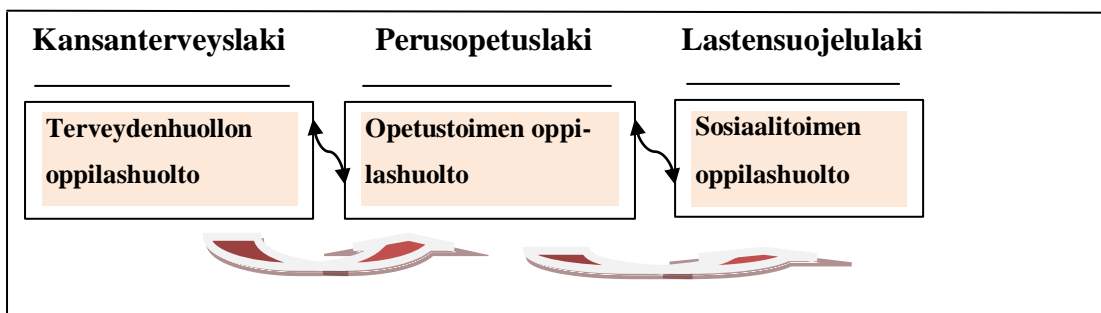 Kansanterveyslaki
Perusopetuslaki
Lastensuojelulaki
Terveydenhuollon
oppilashuolto
Opetustoimen oppi-
lashuolto
Sosiaalitoimen
oppilashuolto